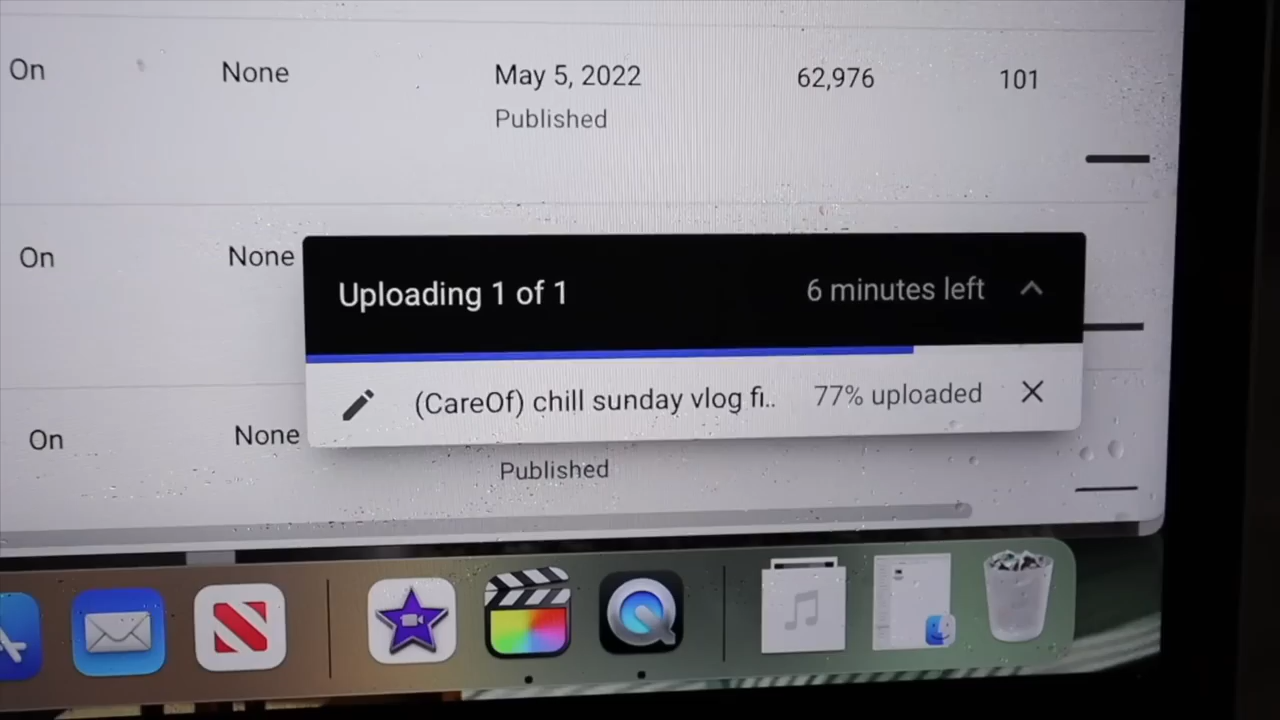 On None May 5, 2022 62,976 101
Published
On None
Uploading 1 of 1 6 minutes left
(CareOf) chill sunday vlog fi.. 77% uploaded
On None
Published